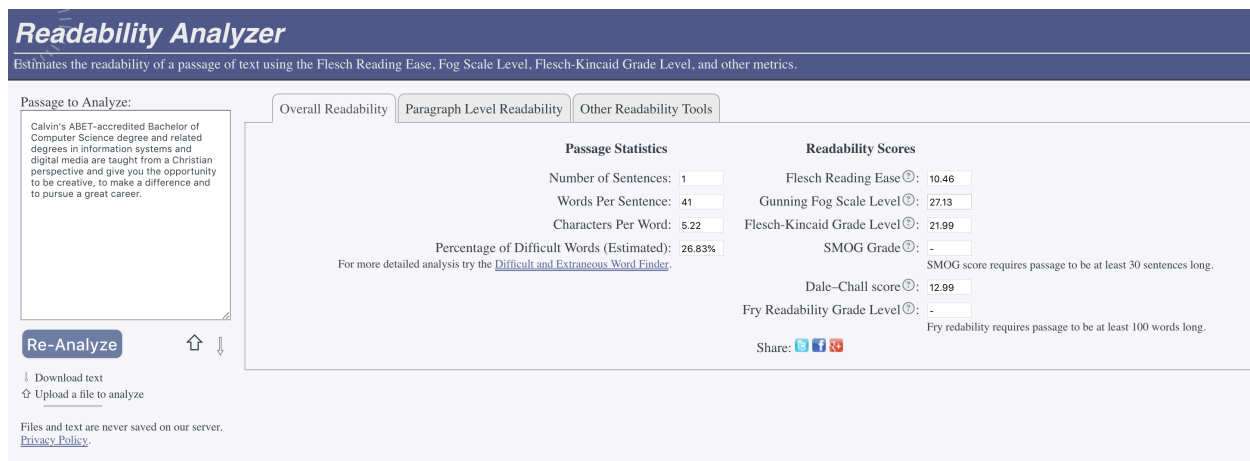 Readability Analyzer
Estimates the readability of a passage of text using the Flesch Reading Ease, Fog Scale Level, Flesch-Kincaid Grade Level, and other metrics.
Passage to Analyze:
Calvin's ABET-accredited Bachelor of
Computer Science degree and related
degrees in information systems and
digital media are taught from a Christian
perspective and give you the opportunity
to be creative, to make a difference and
to pursue a great career.
Re-Analyze
Download text
Upload a file to analyze
Files and text are never saved on our server.
Privacy Policy.
Overall Readability
Paragraph Level Readability
Other Readability Tools
Passage Statistics
Number of Sentences: 1
Words Per Sentence: 41
Characters Per Word: 5.22
Percentage of Difficult Words (Estimated): 26.83%
For more detailed analysis try the Difficult and Extraneous Word Finder.
Readability Scores
Flesch Reading Ease ?: 10.46
Gunning Fog Scale Level ?: 27.13
Flesch-Kincaid Grade Level ?: 21.99
SMOG Grade ?: -
SMOG score requires passage to be at least 30 sentences long.
Dale–Chall score ?: 12.99
Fry Readability Grade Level ?: -
Fry redability requires passage to be at least 100 words long.
Share: